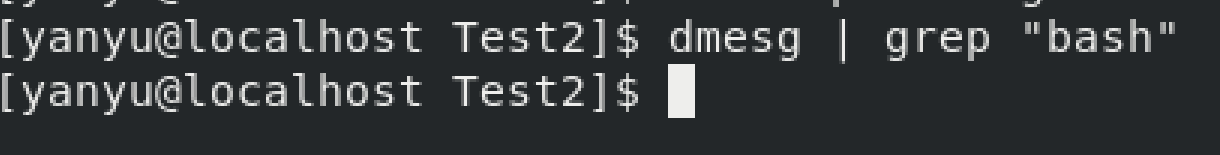 [yanyu@localhost Test2]$ dmesg | grep "bash"
[yanyu@localhost Test2]$